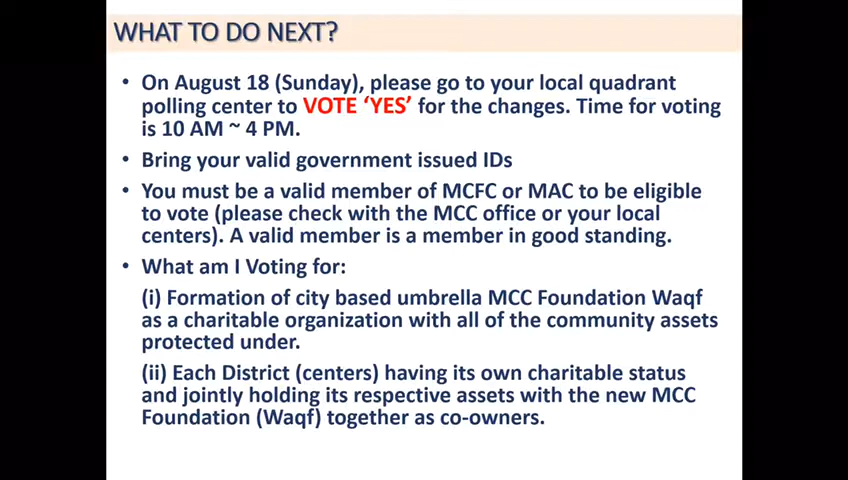 WHAT TO DO NEXT?
• On August 18 (Sunday), please go to your local quadrant
polling center to VOTE ‘YES’ for the changes. Time for voting
is 10 AM ~ 4 PM.
• Bring your valid government issued IDs
• You must be a valid member of MCFC or MAC to be eligible
to vote (please check with the MCC office or your local
centers). A valid member is a member in good standing.
• What am I Voting for:
(i) Formation of city based umbrella MCC Foundation Waqf
as a charitable organization with all of the community assets
protected under.
(ii) Each District (centers) having its own charitable status
and jointly holding its respective assets with the new MCC
Foundation (Waqf) together as co-owners.